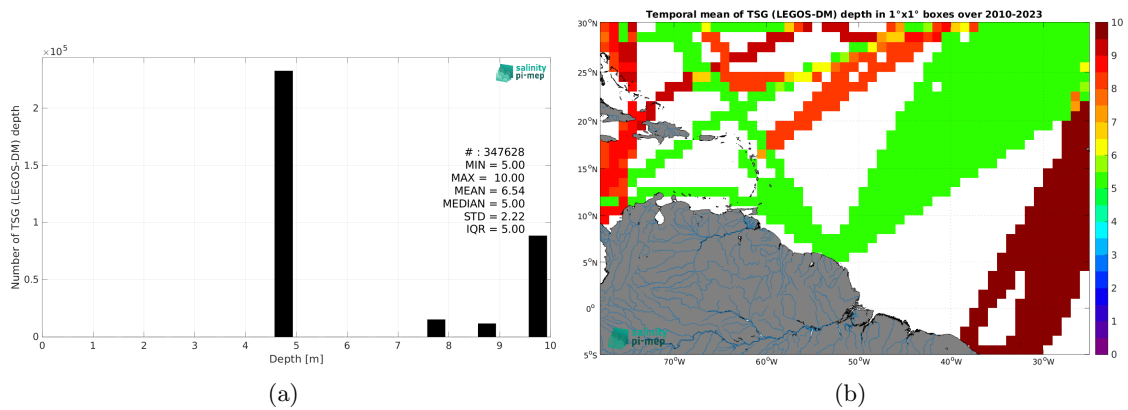 ×10⁵
salinity
pi-mep
Number of TSG (LEGOS-DM) depth
2
1.5
1
0.5
0
# : 347628
MIN = 5.00
MAX = 10.00
MEAN = 6.54
MEDIAN = 5.00
STD = 2.22
IQR = 5.00
0 1 2 3 4 5 6 7 8 9 10
Depth [m]
(a)
Temporal mean of TSG (LEGOS-DM) depth in 1°x1° boxes over 2010-2023
30°N
25°N
20°N
15°N
10°N
5°N
0°
5°S
70°W 60°W 50°W 40°W 30°W
salinity
pi-mep
10
9
8
7
6
5
4
3
2
1
0
(b)